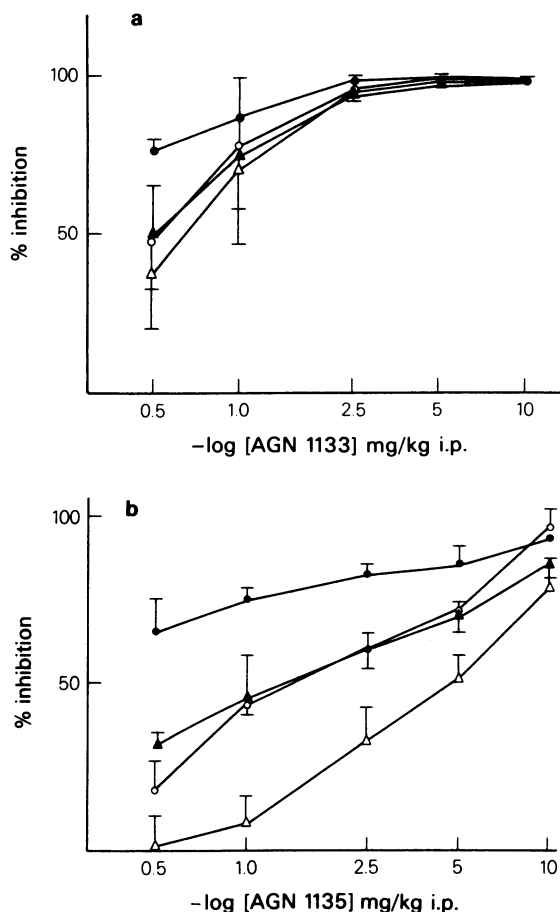 a
100
50
% inhibition
0.5 1.0 2.5 5 10
–log [AGN 1133] mg/kg i.p.
b
100
50
% inhibition
0.5 1.0 2.5 5 10
–log [AGN 1135] mg/kg i.p.